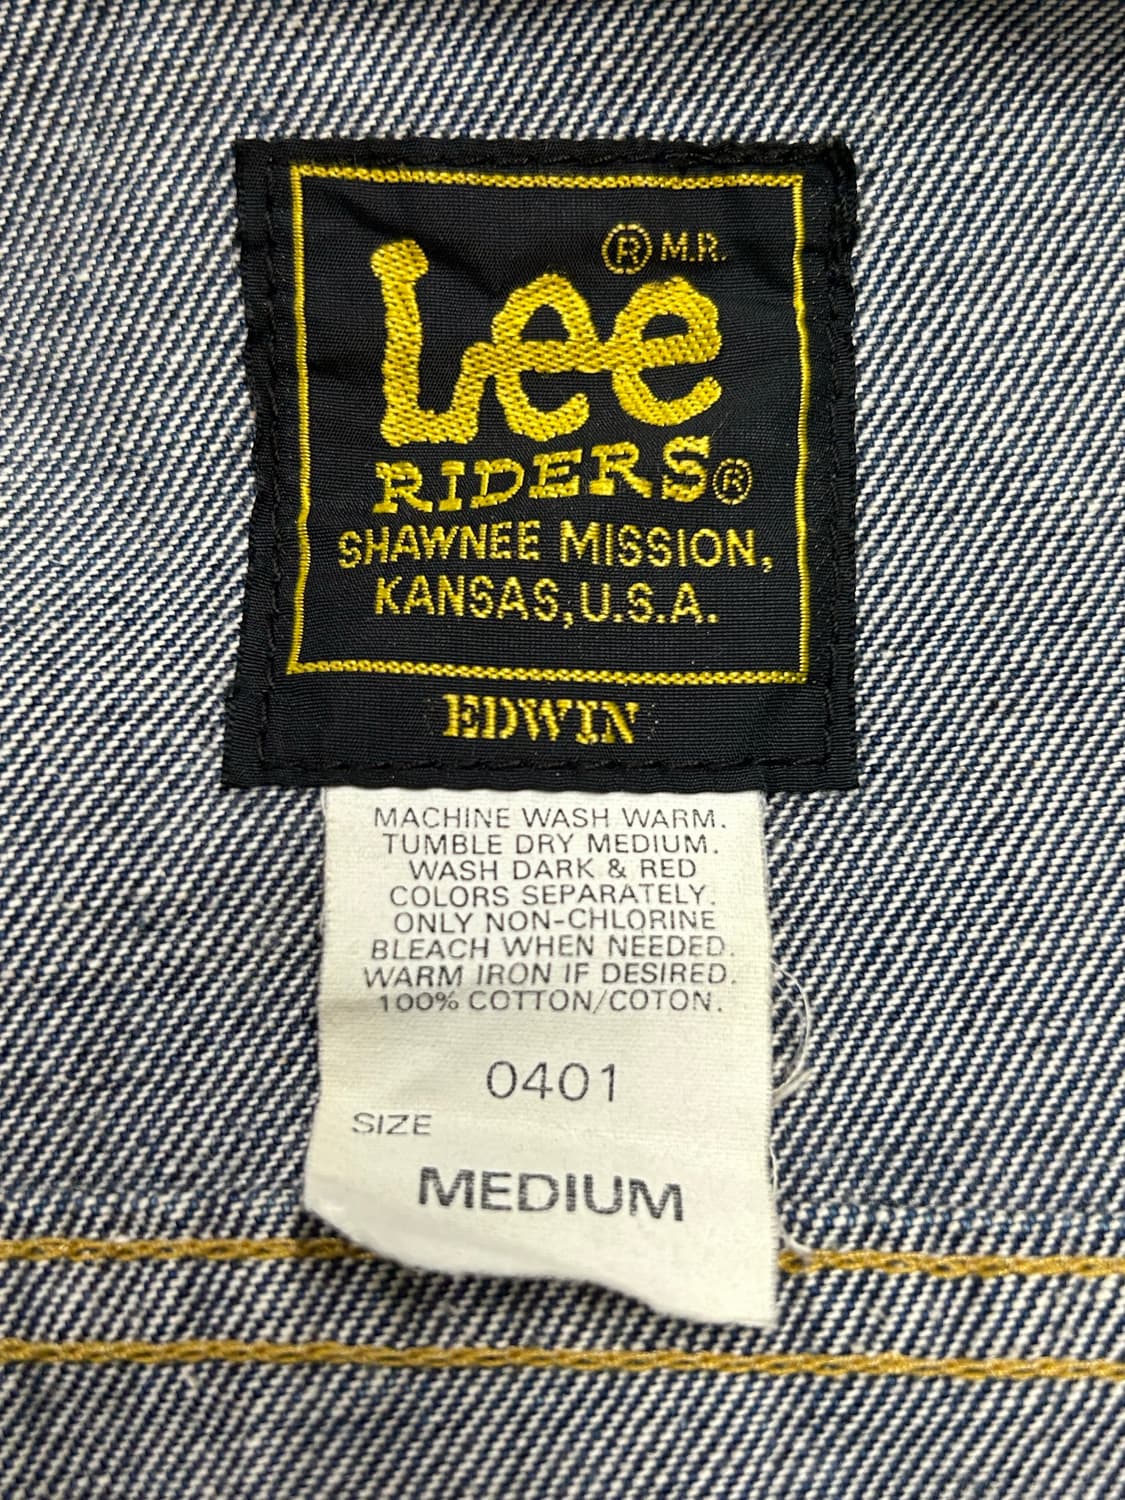 ® M.R.
Lee
RIDERS®
SHAWNEE MISSION,
KANSAS, U.S.A.
EDWIN
MACHINE WASH WARM.
TUMBLE DRY MEDIUM.
WASH DARK & RED
COLORS SEPARATELY.
ONLY NON-CHLORINE
BLEACH WHEN NEEDED.
WARM IRON IF DESIRED.
100% COTTON/COTON.
0401
SIZE
MEDIUM